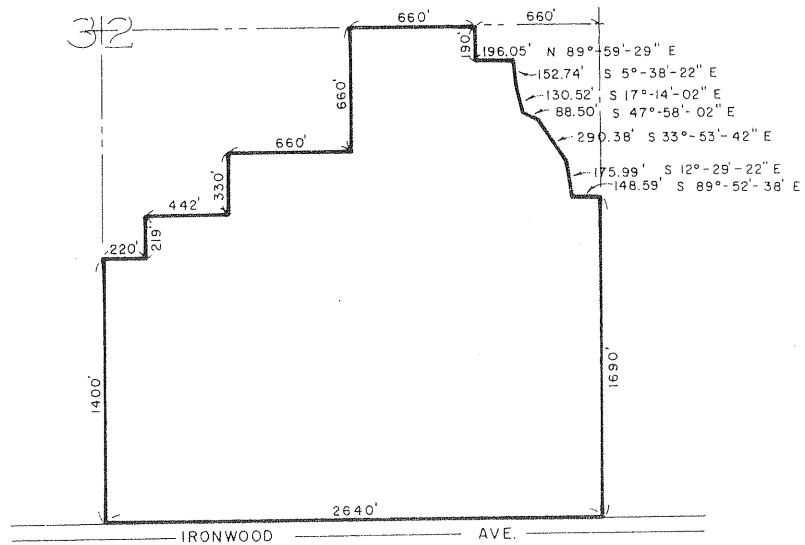 32
660'
660'
190'
196.05' N 89°-59'-29" E
152.74' S 5°-38'-22" E
130.52' S 17°-14'-02" E
88.50' S 47°-58'-02" E
290.38' S 33°-53'-42" E
175.99' S 12°-29'-22" E
148.59' S 89°-52'-38" E
660'
660'
330'
442'
219'
220'
1400'
1690'
2640'
IRONWOOD AVE.